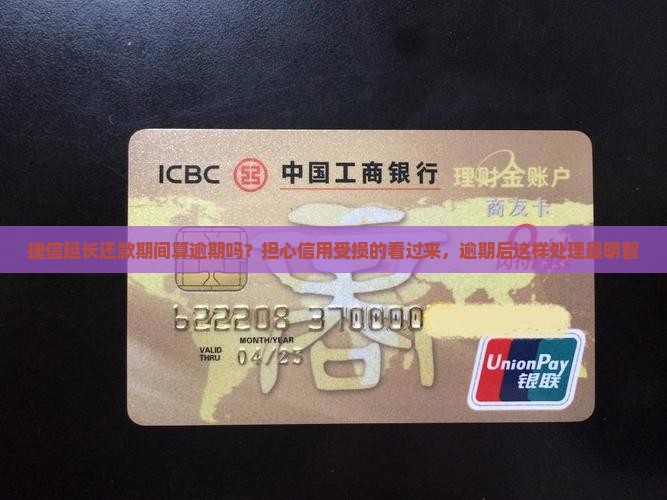 ICBC 中国工商银行 理财金账户
商友卡
捷信延长还款期间算逾期吗？担心信用受损的看过来，逾期后这样处理最明智
闪付
622208 370000
MONTH/YEAR
VALID THRU 04/23
商
UnionPay
银联